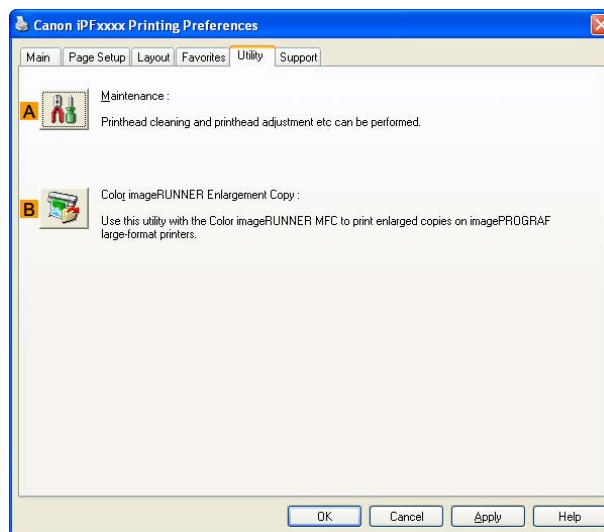 Canon iPFxxxx Printing Preferences
Main Page Setup Layout Favorites Utility Support
A
Maintenance :
Printhead cleaning and printhead adjustment etc can be performed.
B
Color imageRUNNER Enlargement Copy :
Use this utility with the Color imageRUNNER MFC to print enlarged copies on imagePROGRAF
large-format printers.
OK Cancel Apply Help